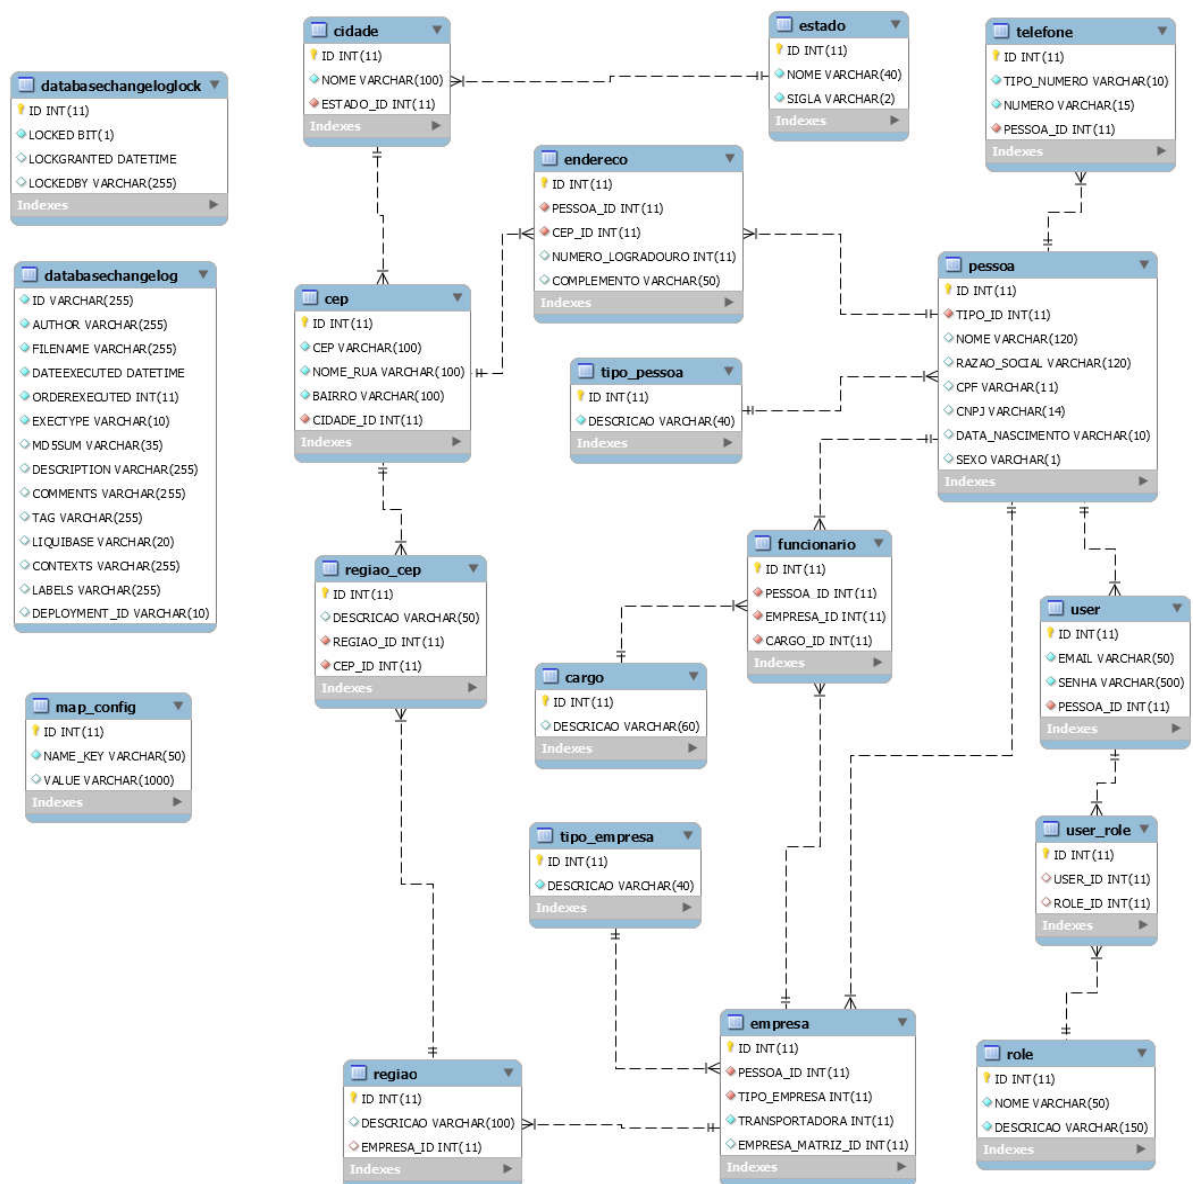 cidade
ID INT(11)
NOME VARCHAR(100)
ESTADO_ID INT(11)
Indexes
estado
ID INT(11)
NOME VARCHAR(40)
SIGLA VARCHAR(2)
Indexes
telefone
ID INT(11)
TIPO_NUMERO VARCHAR(10)
NUMERO VARCHAR(15)
PESSOA_ID INT(11)
Indexes
databasechangeloglock
ID INT(11)
LOCKED BIT(1)
LOCKGRANTED DATETIME
LOCKEDBY VARCHAR(255)
Indexes
endereco
ID INT(11)
PESSOA_ID INT(11)
CEP_ID INT(11)
NUMERO_LOGRADOURO INT(11)
COMPLEMENTO VARCHAR(50)
Indexes
databasechangelog
ID VARCHAR(255)
AUTHOR VARCHAR(255)
FILENAME VARCHAR(255)
DATEEXECUTED DATETIME
ORDEREXECUTED INT(11)
EXECTYPE VARCHAR(10)
MD5SUM VARCHAR(35)
DESCRIPTION VARCHAR(255)
COMMENTS VARCHAR(255)
TAG VARCHAR(255)
LIQUIBASE VARCHAR(20)
CONTEXTS VARCHAR(255)
LABELS VARCHAR(255)
DEPLOYMENT_ID VARCHAR(10)
cep
ID INT(11)
CEP VARCHAR(100)
NOME_RUA VARCHAR(100)
BAIRRO VARCHAR(100)
CIDADE_ID INT(11)
Indexes
pessoa
ID INT(11)
TIPO_ID INT(11)
NOME VARCHAR(120)
RAZAO_SOCIAL VARCHAR(120)
CPF VARCHAR(11)
CNPJ VARCHAR(14)
DATA_NASCIMENTO VARCHAR(10)
SEXO VARCHAR(1)
Indexes
tipo_pessoa
ID INT(11)
DESCRICAO VARCHAR(40)
Indexes
regiao_cep
ID INT(11)
DESCRICAO VARCHAR(50)
REGIAO_ID INT(11)
CEP_ID INT(11)
Indexes
funcionario
ID INT(11)
PESSOA_ID INT(11)
EMPRESA_ID INT(11)
CARGO_ID INT(11)
Indexes
user
ID INT(11)
EMAIL VARCHAR(50)
SENHA VARCHAR(500)
PESSOA_ID INT(11)
Indexes
cargo
ID INT(11)
DESCRICAO VARCHAR(60)
Indexes
map_config
ID INT(11)
NAME_KEY VARCHAR(50)
VALUE VARCHAR(1000)
Indexes
tipo_empresa
ID INT(11)
DESCRICAO VARCHAR(40)
Indexes
user_role
ID INT(11)
USER_ID INT(11)
ROLE_ID INT(11)
Indexes
empresa
ID INT(11)
PESSOA_ID INT(11)
TIPO_EMPRESA INT(11)
TRANSPORTADORA INT(11)
EMPRESA_MATRIZ_ID INT(11)
Indexes
role
ID INT(11)
NOME VARCHAR(50)
DESCRICAO VARCHAR(150)
Indexes
regiao
ID INT(11)
DESCRICAO VARCHAR(100)
EMPRESA_ID INT(11)
Indexes